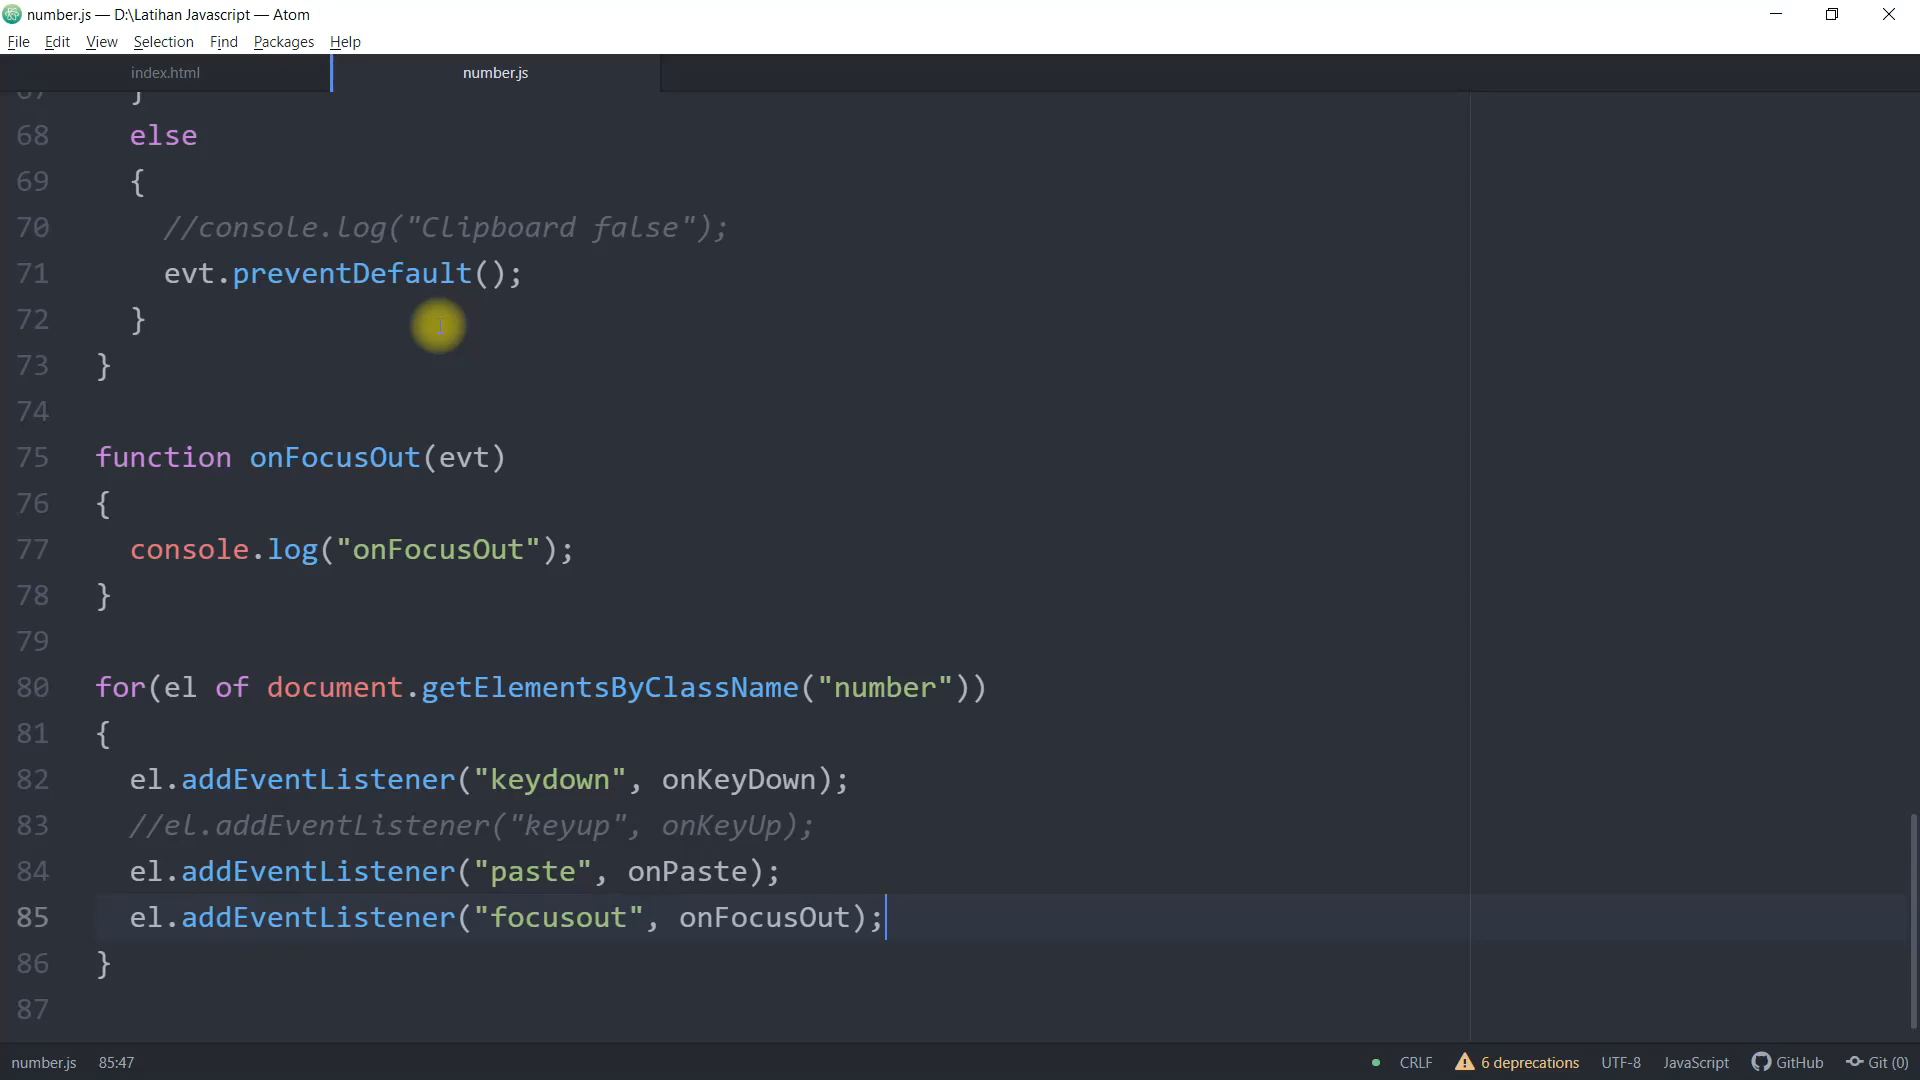 number.js — D:\Latihan Javascript — Atom
File Edit View Selection Find Packages Help
index.html number.js
67 }
68 else
69 {
70 //console.log("Clipboard false");
71 evt.preventDefault();
72 }
73 }
74
75 function onFocusOut(evt)
76 {
77 console.log("onFocusOut");
78 }
79
80 for(el of document.getElementsByClassName("number"))
81 {
82 el.addEventListener("keydown", onKeyDown);
83 //el.addEventListener("keyup", onKeyUp);
84 el.addEventListener("paste", onPaste);
85 el.addEventListener("focusout", onFocusOut);
86 }
87
number.js 85:47 CRLF 6 deprecations UTF-8 JavaScript GitHub Git (0)